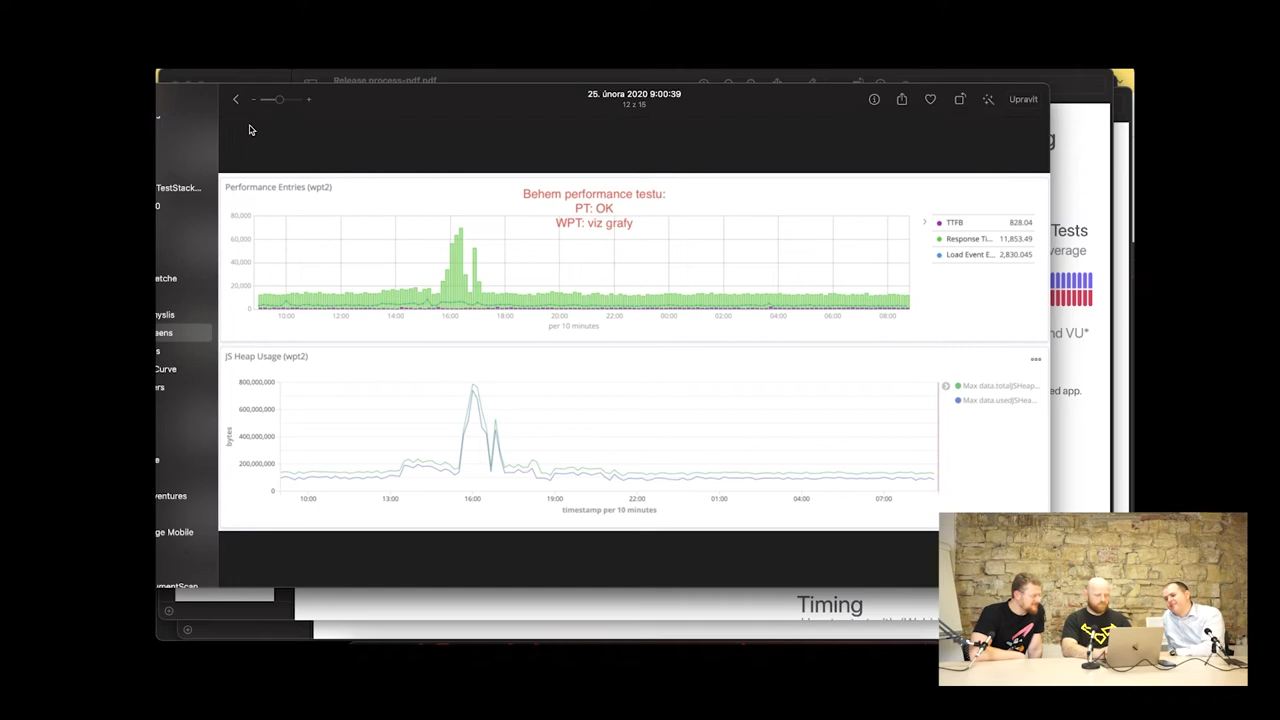 Release process-pdf.pdf
25. února 2020 9:00:39
12 z 15
Upravit
TestStack...
Performance Entries (wpt2)
Behem performance testu:
PT: OK
WPT: viz grafy
80,000
60,000
40,000
20,000
0
10:00 12:00 14:00 16:00 18:00 20:00 22:00 00:00 02:00 04:00 06:00 08:00
per 10 minutes
TTFB 828.04
Response Ti... 11,853.49
Load Event E... 2,830.045
Tests
JS Heap Usage (wpt2)
800,000,000
600,000,000
400,000,000
200,000,000
0
bytes
10:00 13:00 16:00 19:00 22:00 01:00 04:00 07:00
timestamp per 10 minutes
Max data.totalJSHeap...
Max data.usedJSHea...
nd VU*
ed app.
etche
yslis
eens
Curve
ers
ventures
ge Mobile
umentScan
Timing